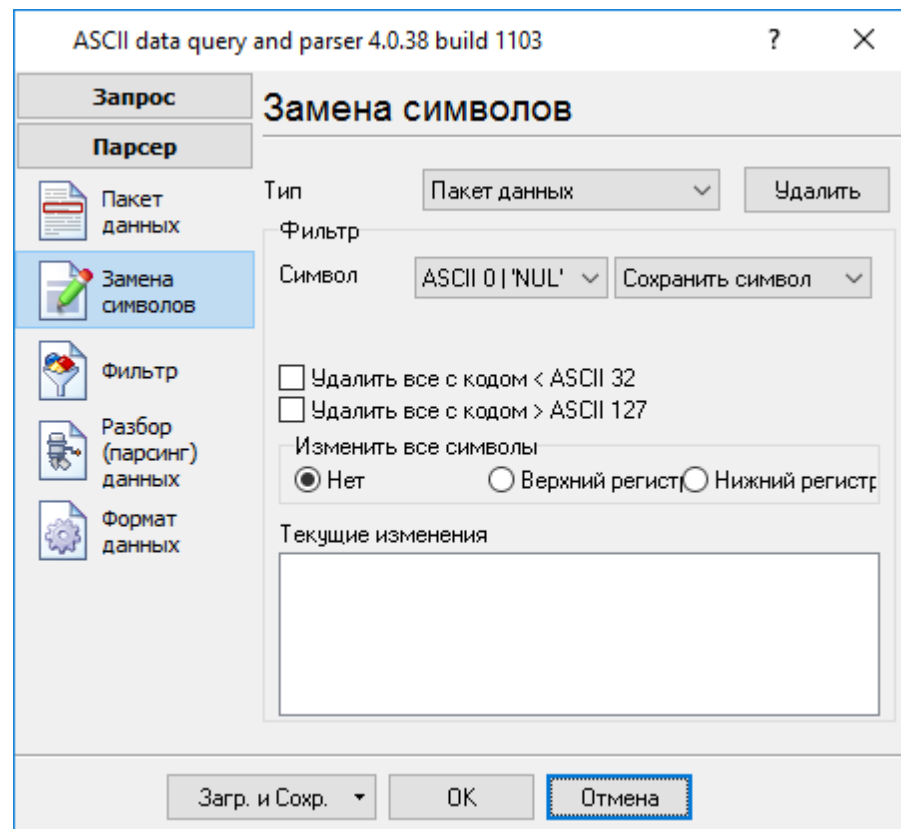 ASCII data query and parser 4.0.38 build 1103
?
Запрос
Парсер
Пакет
данных
Замена
символов
Фильтр
Разбор
(парсинг)
данных
Формат
данных
Замена символов
Тип
Пакет данных
Удалить
Фильтр
Символ
ASCII 0 | 'NUL'
Сохранить символ
Удалить все с кодом < ASCII 32
Удалить все с кодом > ASCII 127
Изменить все символы
Нет
Верхний регистр
Нижний регистр
Текущие изменения
Загр. и Сохр.
OK
Отмена